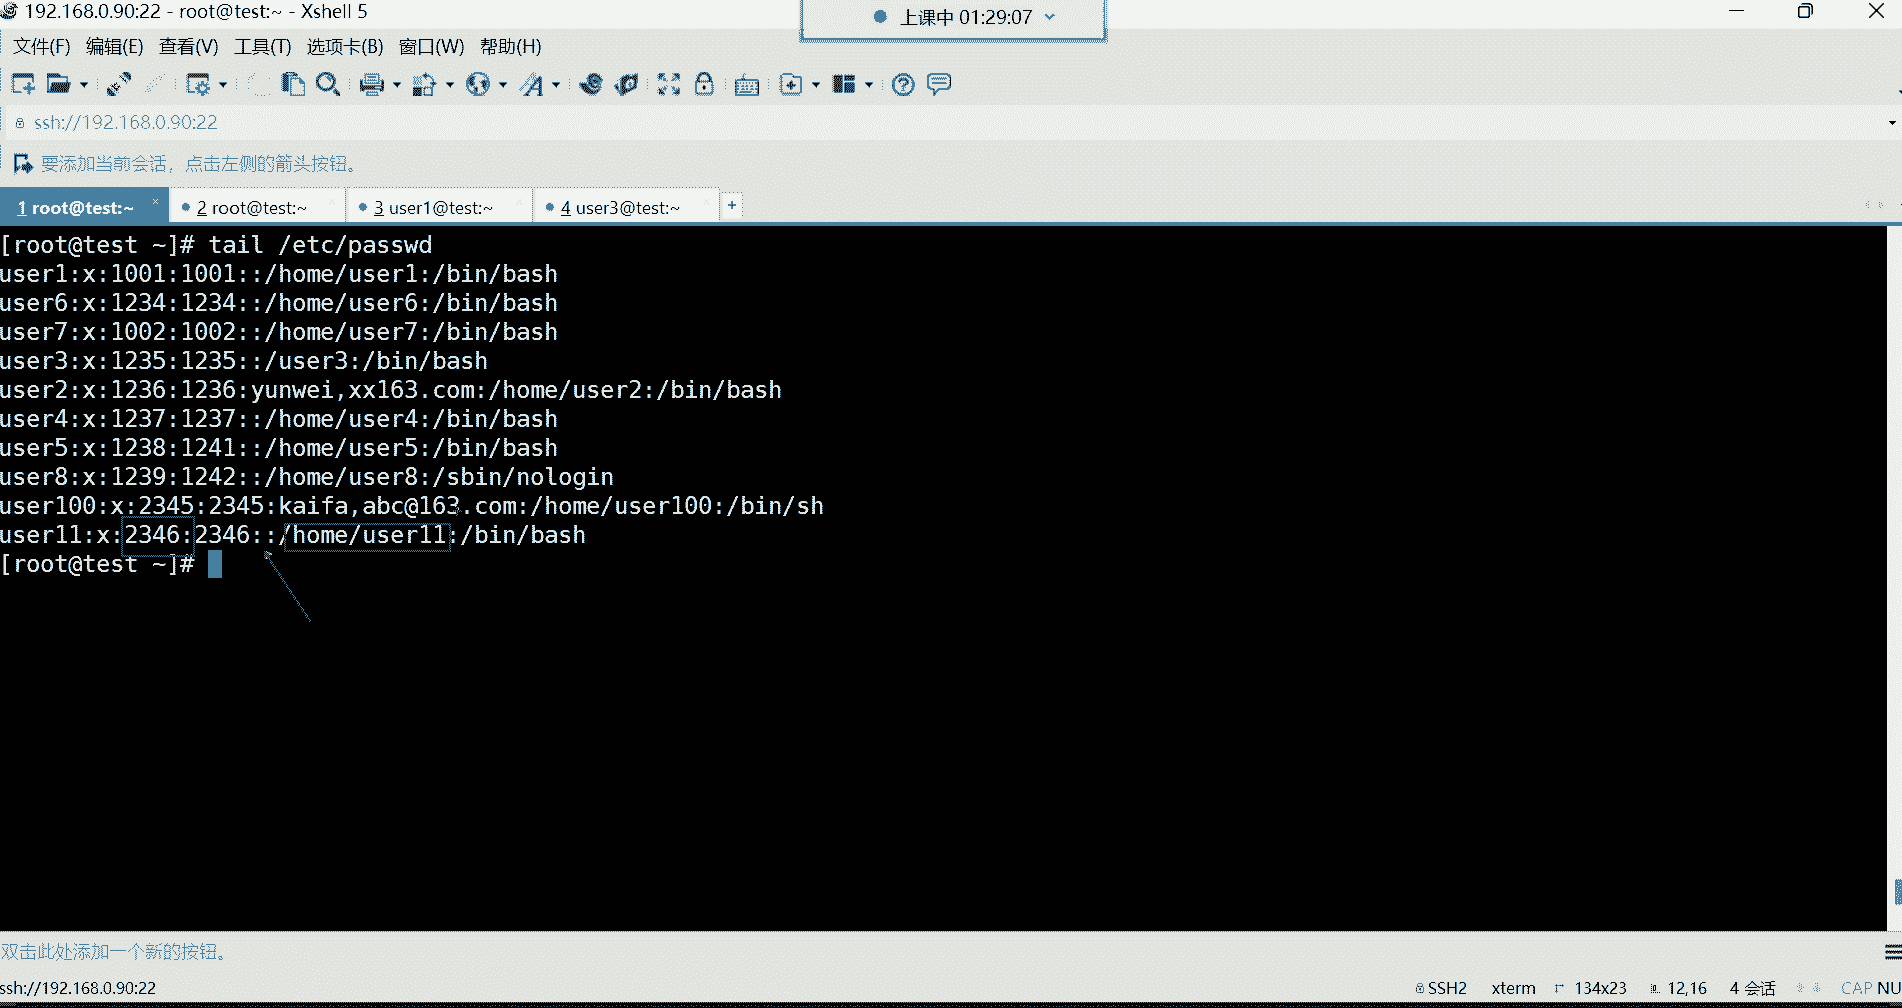 192.168.0.90:22 - root@test:~ - Xshell 5
上课中 01:29:07
文件(F) 编辑(E) 查看(V) 工具(T) 选项卡(B) 窗口(W) 帮助(H)
ssh://192.168.0.90:22
要添加当前会话，点击左侧的箭头按钮。
1 root@test:~ 2 root@test:~ 3 user1@test:~ 4 user3@test:~
[root@test ~]# tail /etc/passwd
user1:x:1001:1001::/home/user1:/bin/bash
user6:x:1234:1234::/home/user6:/bin/bash
user7:x:1002:1002::/home/user7:/bin/bash
user3:x:1235:1235::/user3:/bin/bash
user2:x:1236:1236:yunwei,xx163.com:/home/user2:/bin/bash
user4:x:1237:1237::/home/user4:/bin/bash
user5:x:1238:1241::/home/user5:/bin/bash
user8:x:1239:1242::/home/user8:/sbin/nologin
user100:x:2345:2345:kaifa,abc@163.com:/home/user100:/bin/sh
user11:x:2346:2346::/home/user11:/bin/bash
[root@test ~]#
双击此处添加一个新的按钮。
ssh://192.168.0.90:22 SSH2 xterm 134x23 12,16 4 会话 CAP NU